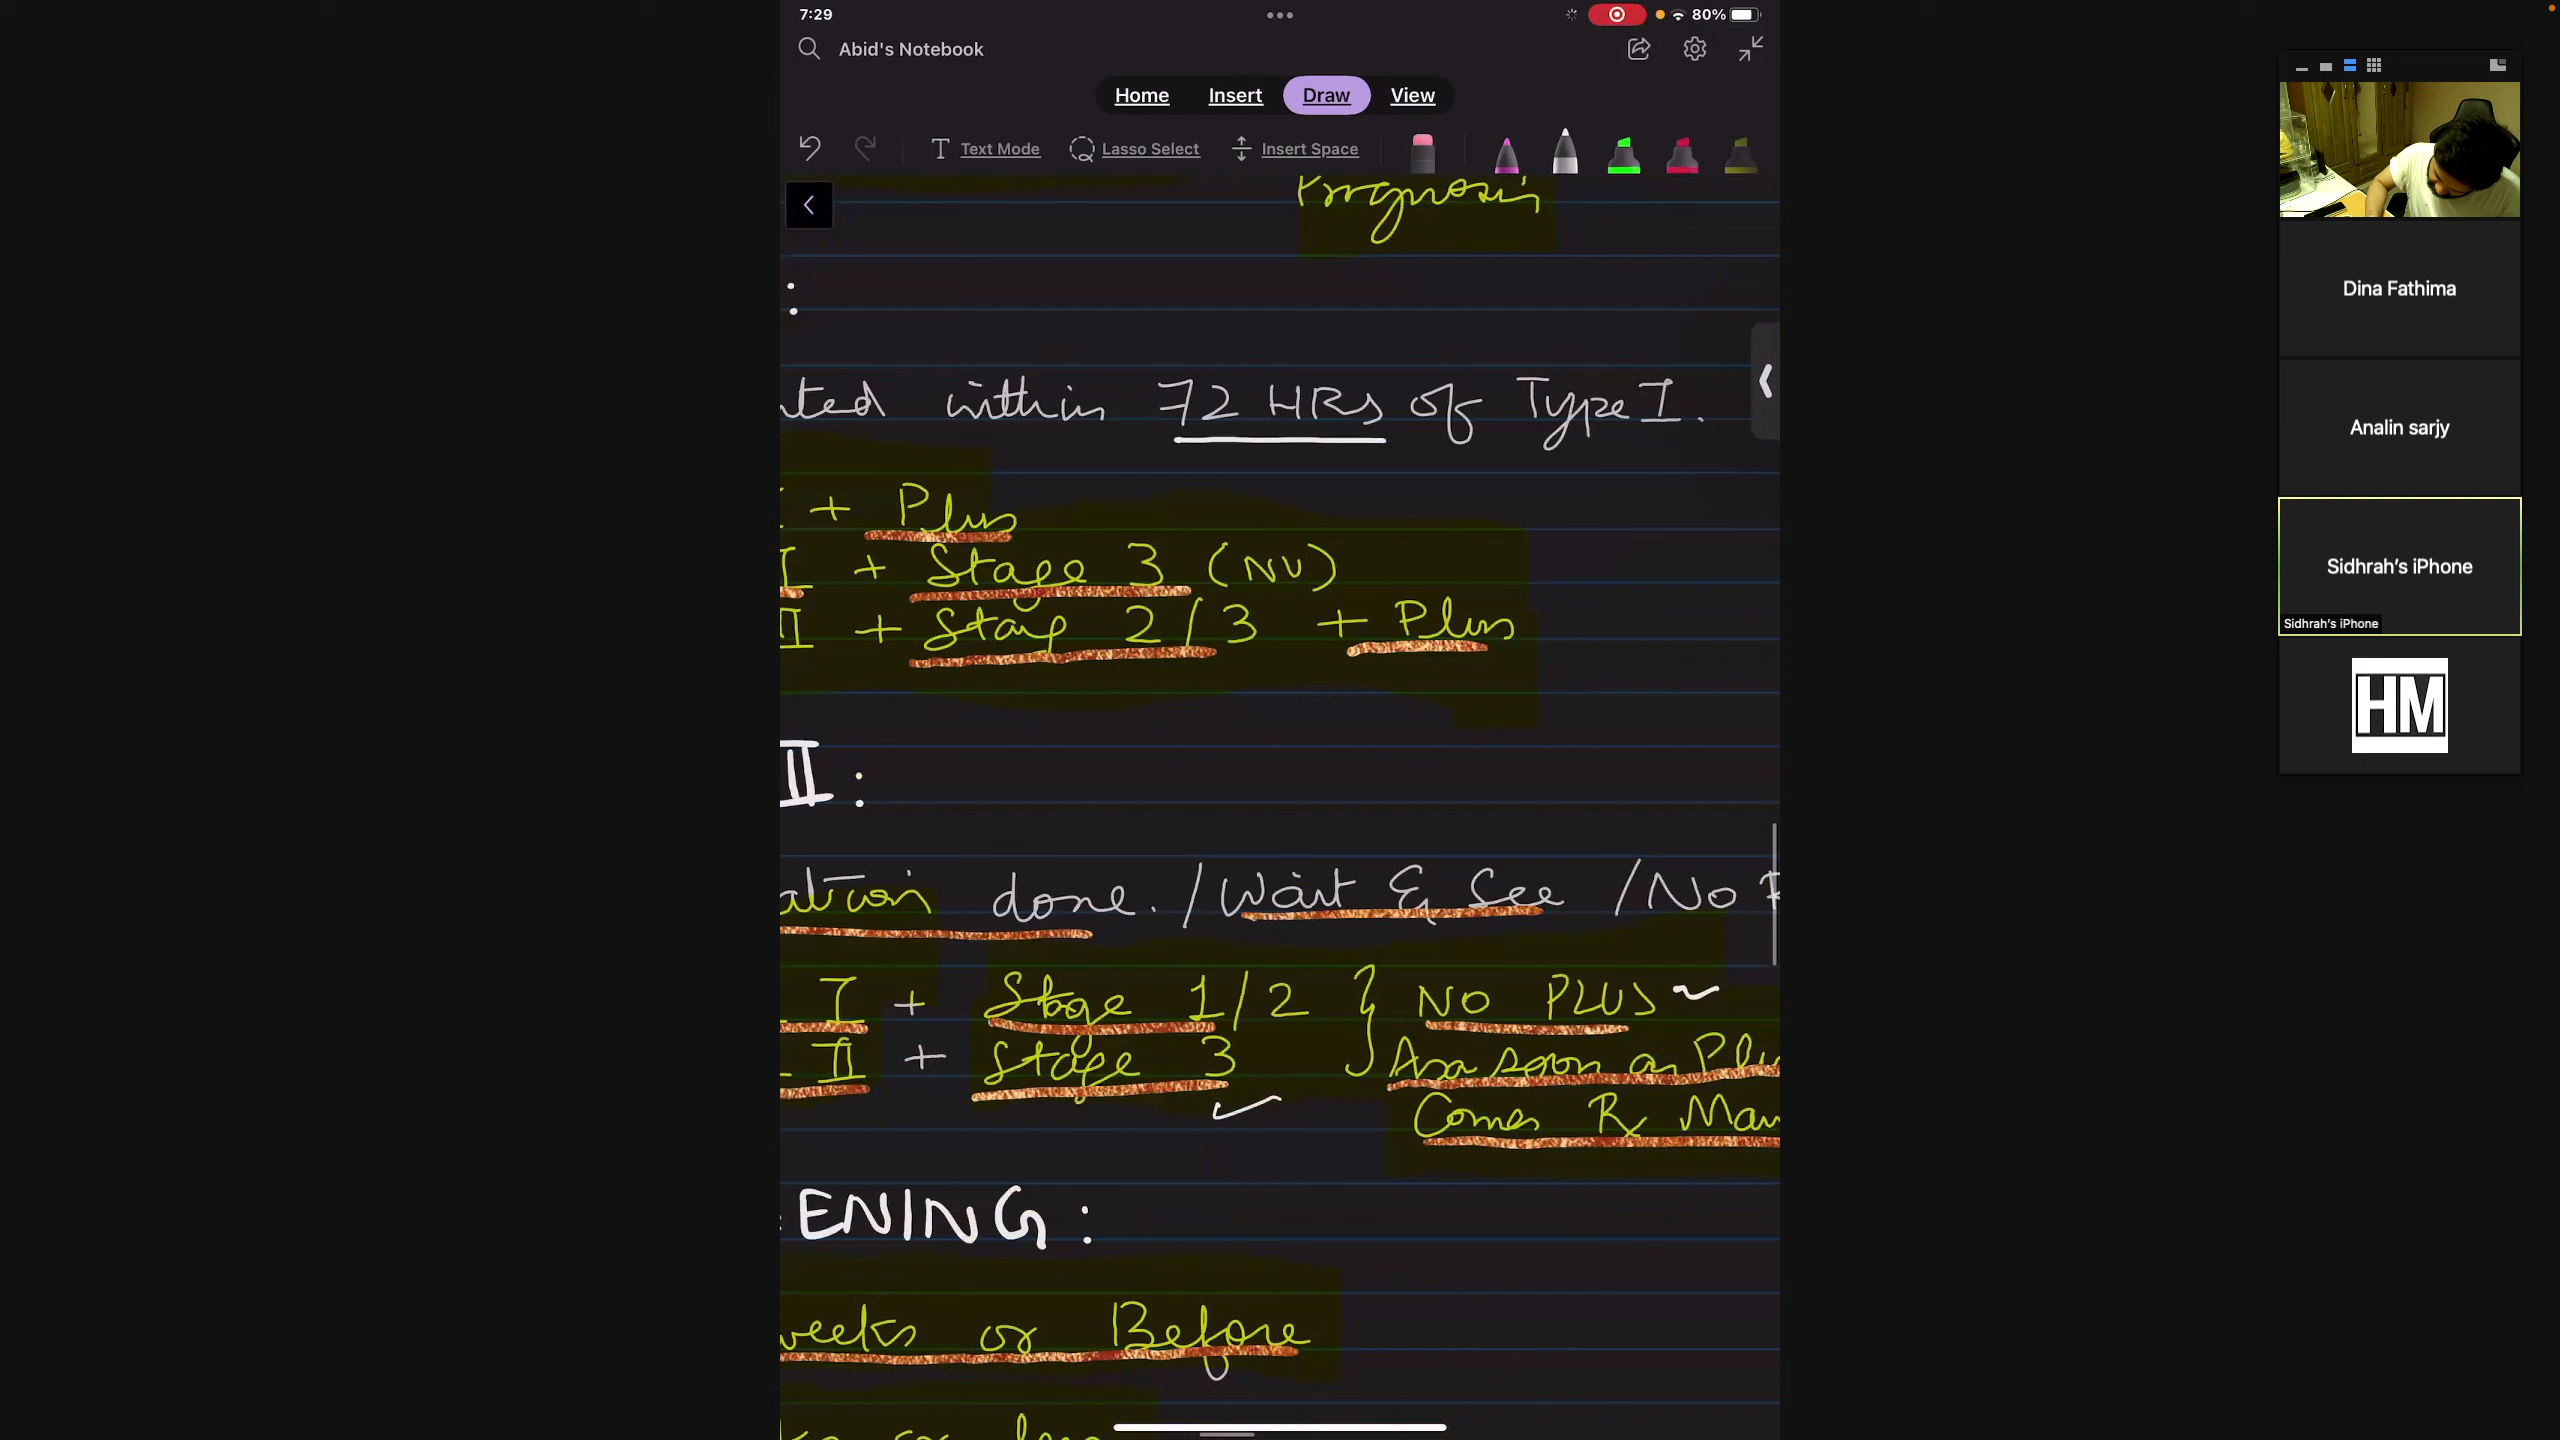 7:29
80%
Abid's Notebook
Home Insert Draw View
Text Mode Lasso Select Insert Space
Prognosis
:
ted within 72 HRs of Type I.
+ Plus
I + Stage 3 (NV)
II + Stage 2/3 + Plus
II :
ation done. / Wait & See / No
I + Stage 1/2 } NO PLUS
II + Stage 3 } As a soon as Plu
Comes Rx Man
ENING :
weeks or Before
Dina Fathima
Analin sarjy
Sidhrah's iPhone
Sidhrah's iPhone
HM